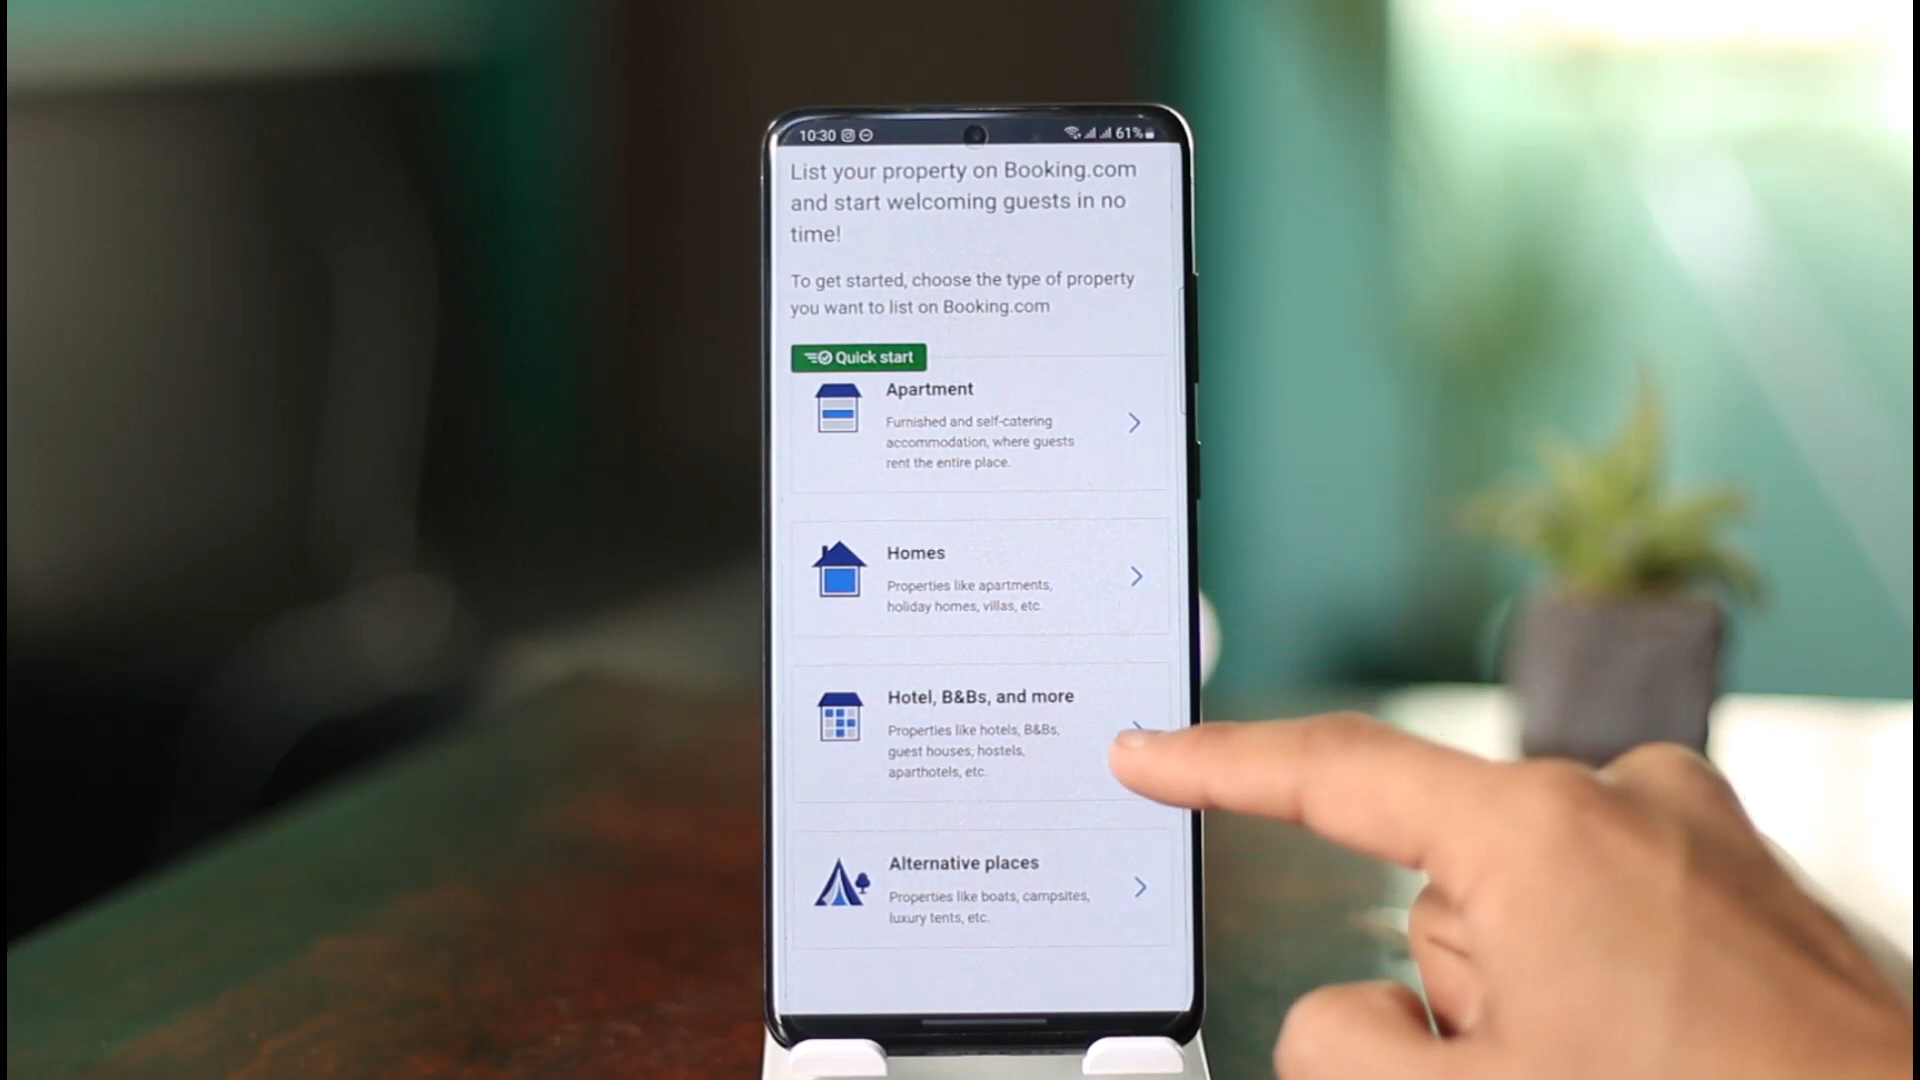 10:30
61%
List your property on Booking.com
and start welcoming guests in no
time!
To get started, choose the type of property
you want to list on Booking.com
Quick start
Apartment
Furnished and self-catering
accommodation, where guests
rent the entire place.
Homes
Properties like apartments,
holiday homes, villas, etc.
Hotel, B&Bs, and more
Properties like hotels, B&Bs,
guest houses, hostels,
aparthotels, etc.
Alternative places
Properties like boats, campsites,
luxury tents, etc.